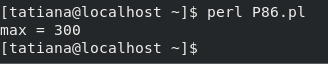 [tatiana@localhost ~]$ perl P86.pl
max = 300
[tatiana@localhost ~]$